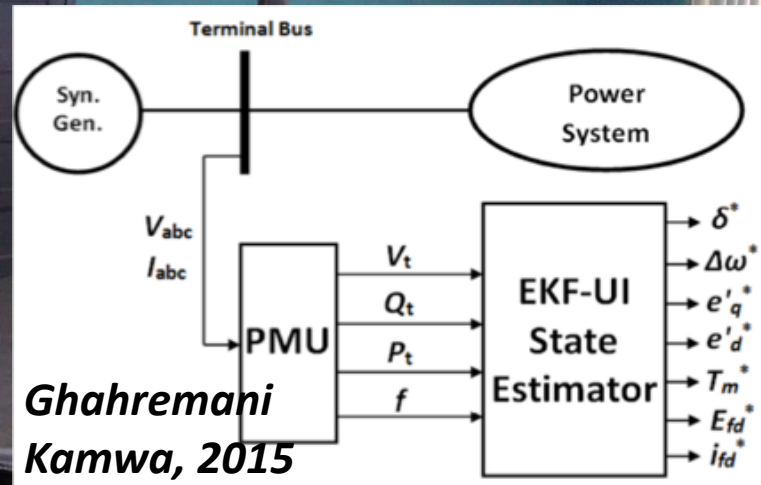 Terminal Bus
Syn.
Gen.
Power
System
Vabc
Iabc
PMU
Vt
Qt
Pt
f
EKF-UI
State
Estimator
δ*
Δω*
e'q*
e'd*
Tm*
Efd*
ifd*
Ghahremani
Kamwa, 2015